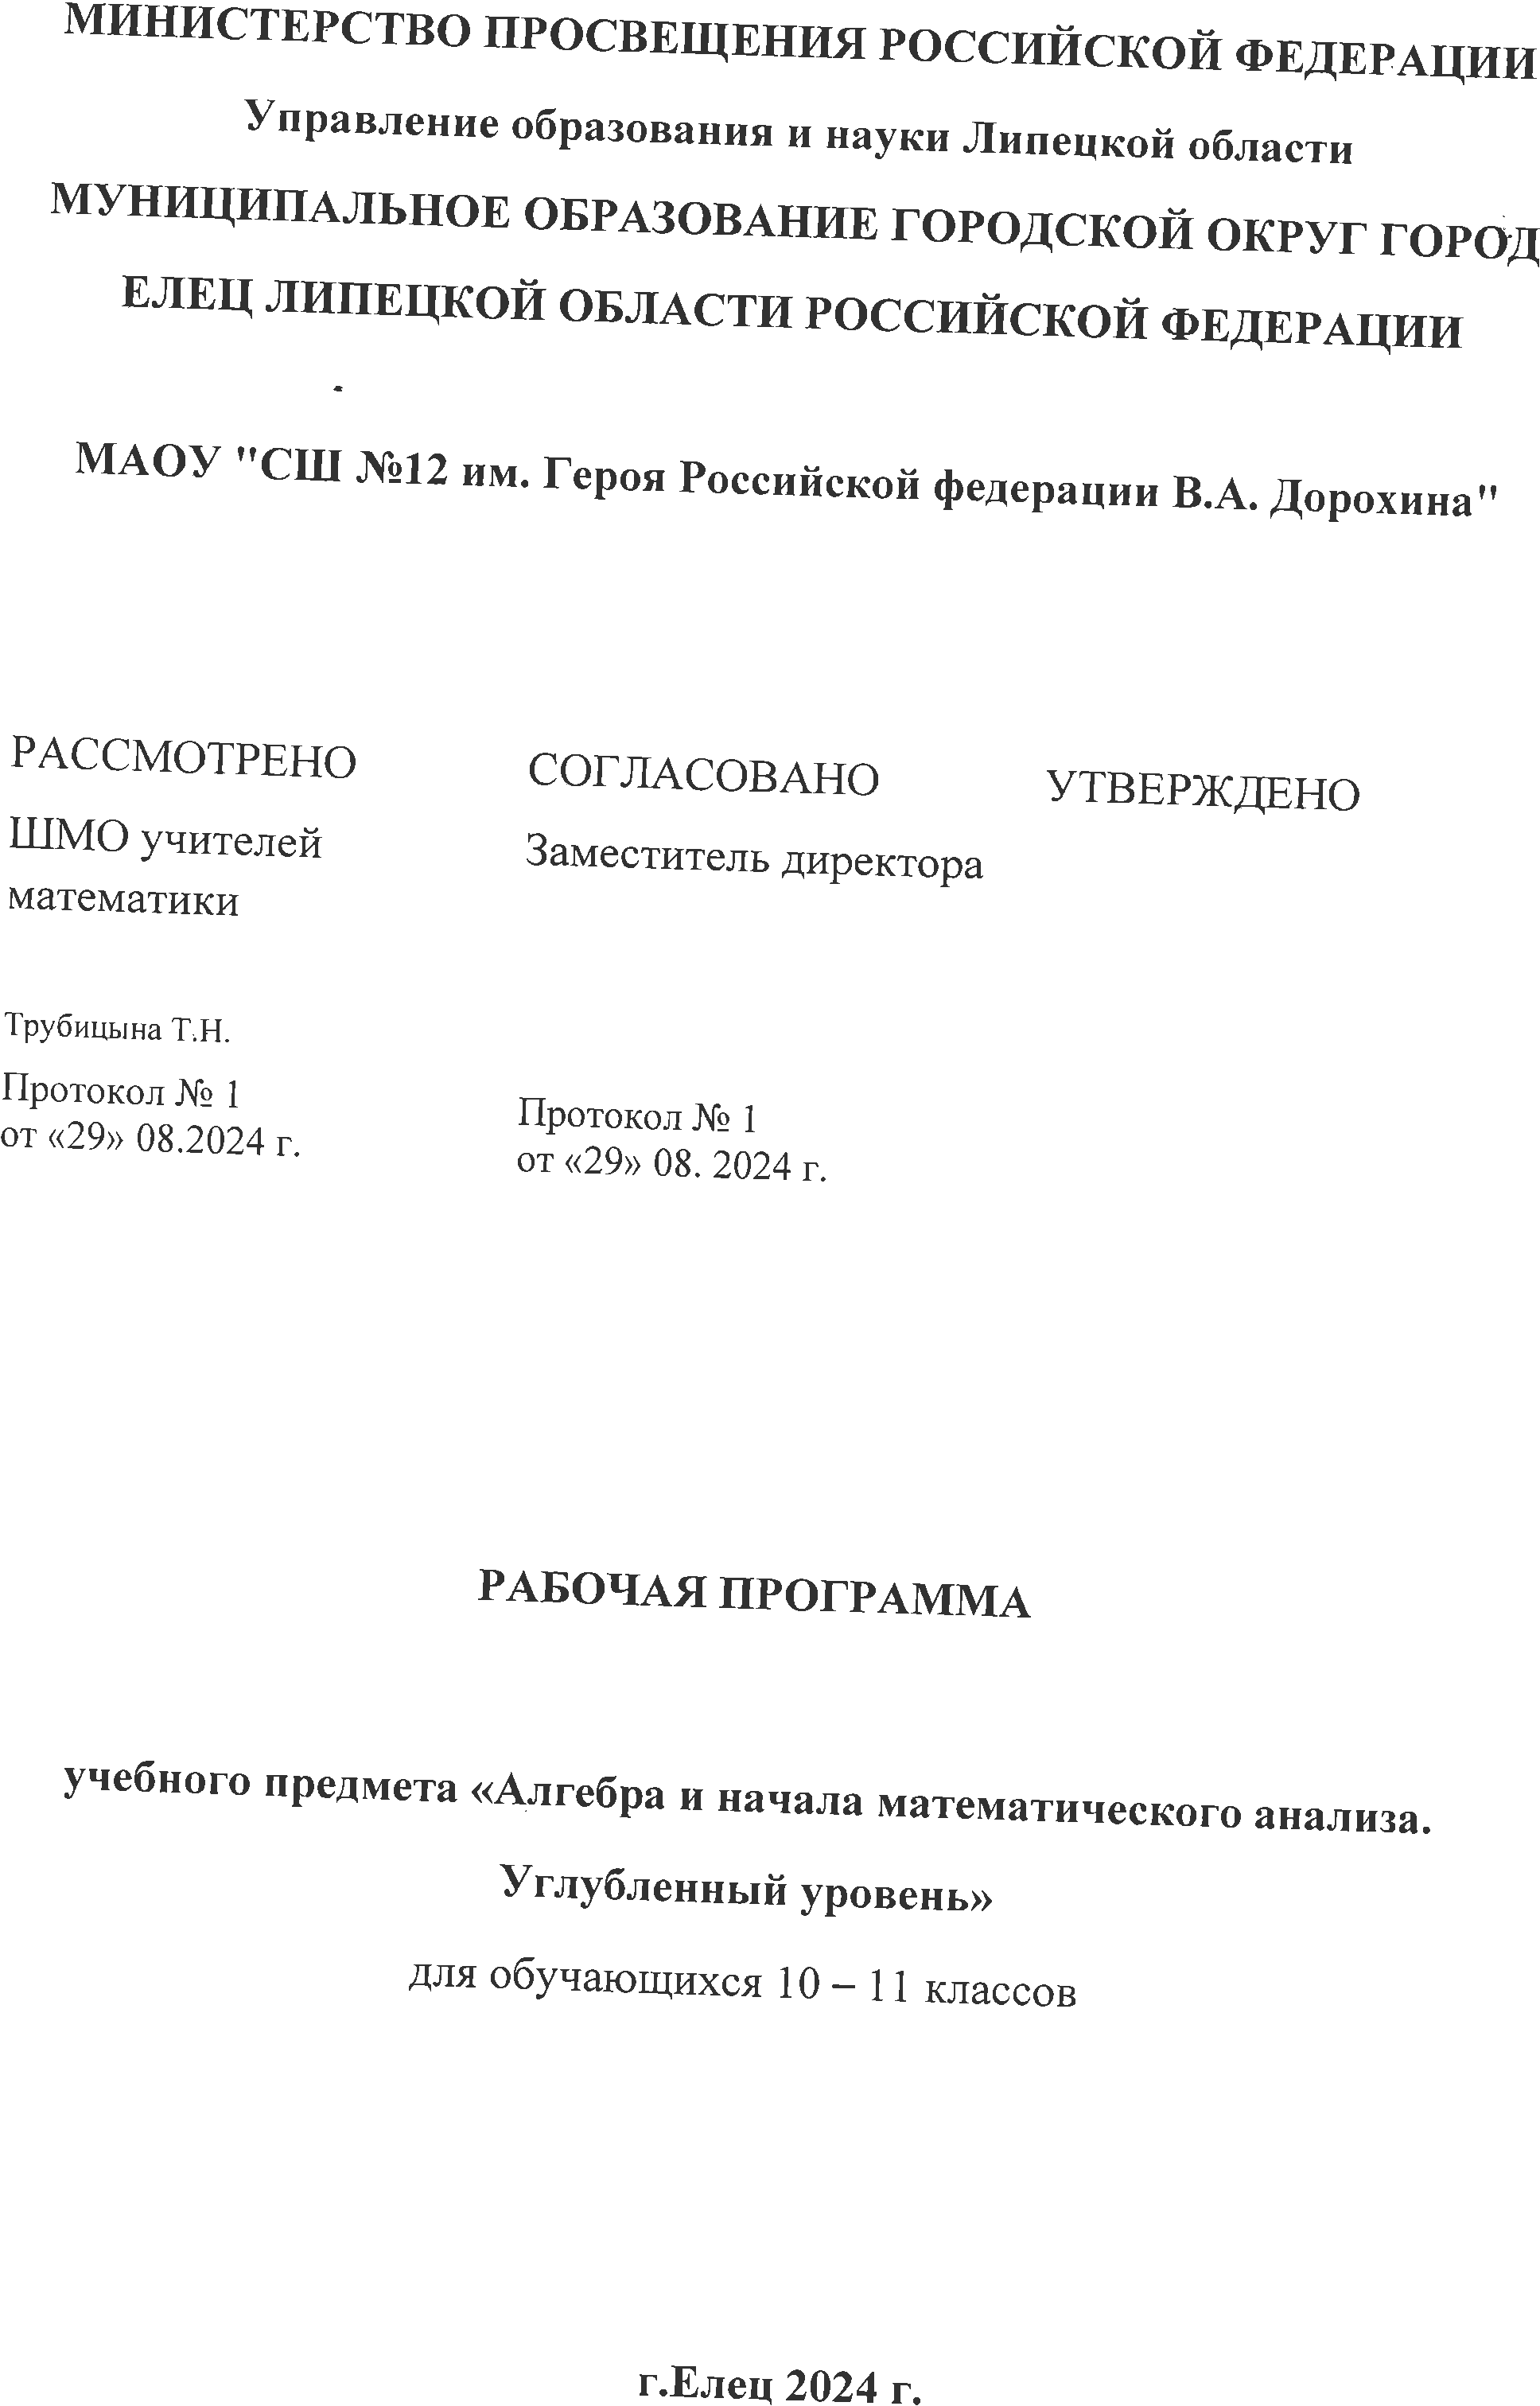 МИНИСТЕРСТВО ПРОСВЕЩЕНИЯ РОССИЙСКОЙ ФЕДЕРАЦИИ
Управление образования и науки Липецкой области
МУНИЦИПАЛЬНОЕ ОБРАЗОВАНИЕ ГОРОДСКОЙ ОКРУГ ГОРОД
ЕЛЕЦ ЛИПЕЦКОЙ ОБЛАСТИ РОССИЙСКОЙ ФЕДЕРАЦИИ
МАОУ "СШ №12 им. Героя Российской федерации В.А. Дорохина"
РАССМОТРЕНО
ШМО учителей
математики
Трубицына Т.Н.
Протокол № 1
от «29» 08.2024 г.
СОГЛАСОВАНО
Заместитель директора
Протокол № 1
от «29» 08. 2024 г.
УТВЕРЖДЕНО
РАБОЧАЯ ПРОГРАММА
учебного предмета «Алгебра и начала математического анализа.
Углубленный уровень»
для обучающихся 10 – 11 классов
г.Елец 2024 г.